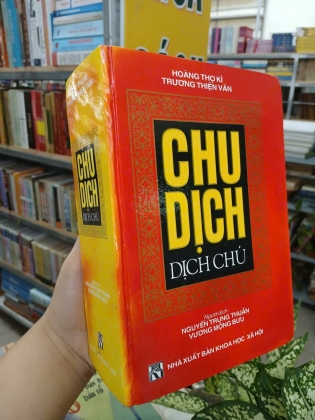 HOÀNG THỌ KÌ
TRƯƠNG THIỆN VĂN
CHU
DỊCH
DỊCH CHÚ
Người dịch:
NGUYỄN TRUNG THUẦN
VƯƠNG MỘNG BƯU
NHÀ XUẤT BẢN KHOA HỌC XÃ HỘI
CHU
DỊCH
DỊCH CHÚ